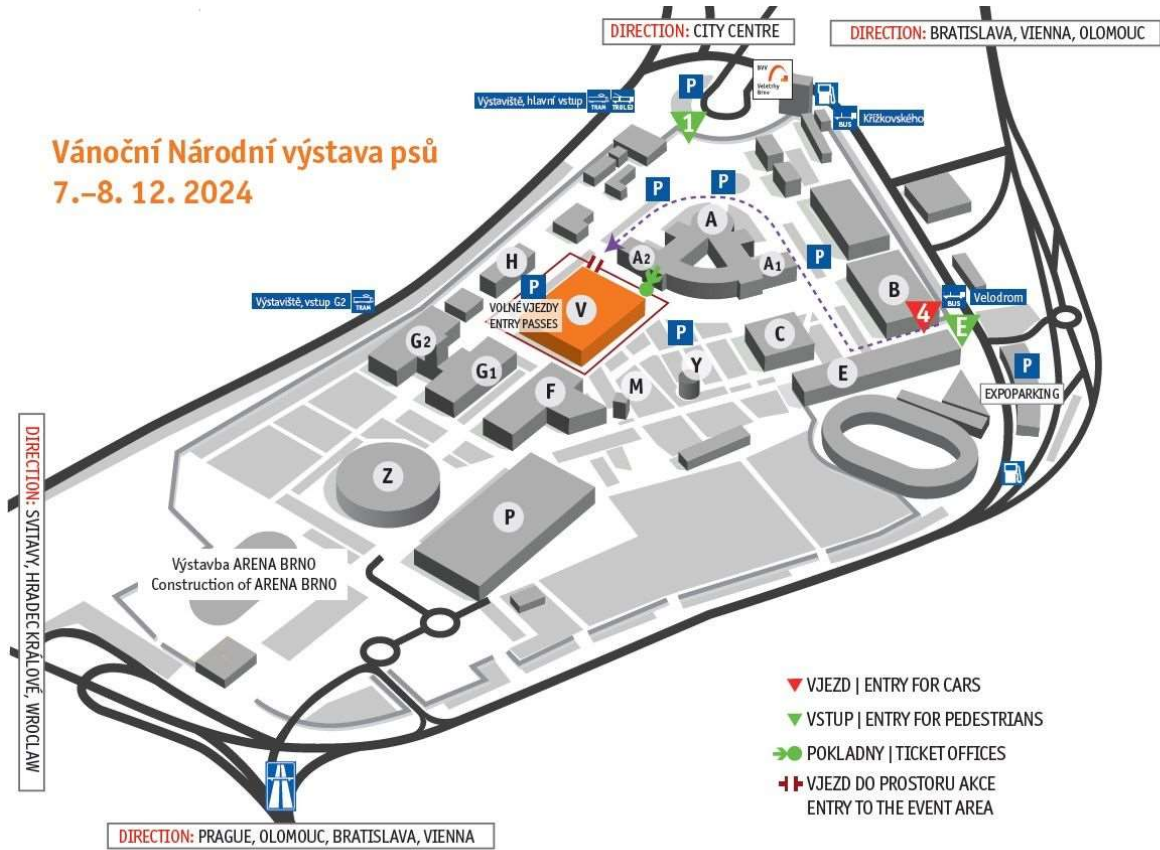 DIRECTION: CITY CENTRE
DIRECTION: BRATISLAVA, VIENNA, OLOMOUC
BVV
Veletrhy
Brno
P
Výstaviště, hlavní vstup
TRAM
TROLEJ
1
BUS
Křížkovského
Vánoční Národní výstava psů
7.–8. 12. 2024
P
P
A
A2
A1
P
H
P
VOLNÉ VJEZDY
ENTRY PASSES
V
B
4
BUS
Velodrom
E
Výstaviště, vstup G2
TRAM
P
C
G2
G1
F
M
Y
E
P
EXPOPARKING
Z
P
DIRECTION: SVITAVY, HRADEC KRÁLOVÉ, WROCLAW
Výstavba ARENA BRNO
Construction of ARENA BRNO
VJEZD | ENTRY FOR CARS
VSTUP | ENTRY FOR PEDESTRIANS
POKLADNY | TICKET OFFICES
VJEZD DO PROSTORU AKCE
ENTRY TO THE EVENT AREA
DIRECTION: PRAGUE, OLOMOUC, BRATISLAVA, VIENNA